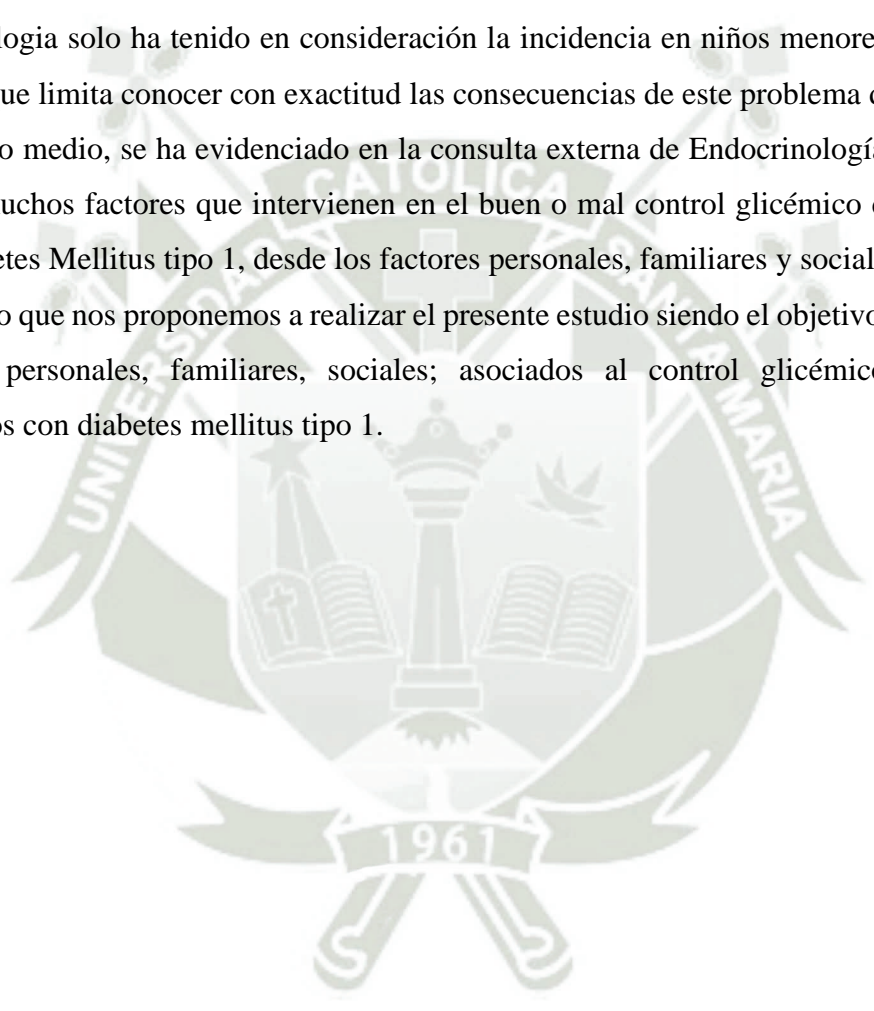 logia solo ha tenido en consideración la incidencia en niños menore
ue limita conocer con exactitud las consecuencias de este problema
o medio, se ha evidenciado en la consulta externa de Endocrinología
uchos factores que intervienen en el buen o mal control glicémico
etes Mellitus tipo 1, desde los factores personales, familiares y social
o que nos proponemos a realizar el presente estudio siendo el objetivo
personales, familiares, sociales; asociados al control glicémico
os con diabetes mellitus tipo 1.
UNIVERSIDAD CATOLICA SANTA MARIA
1961